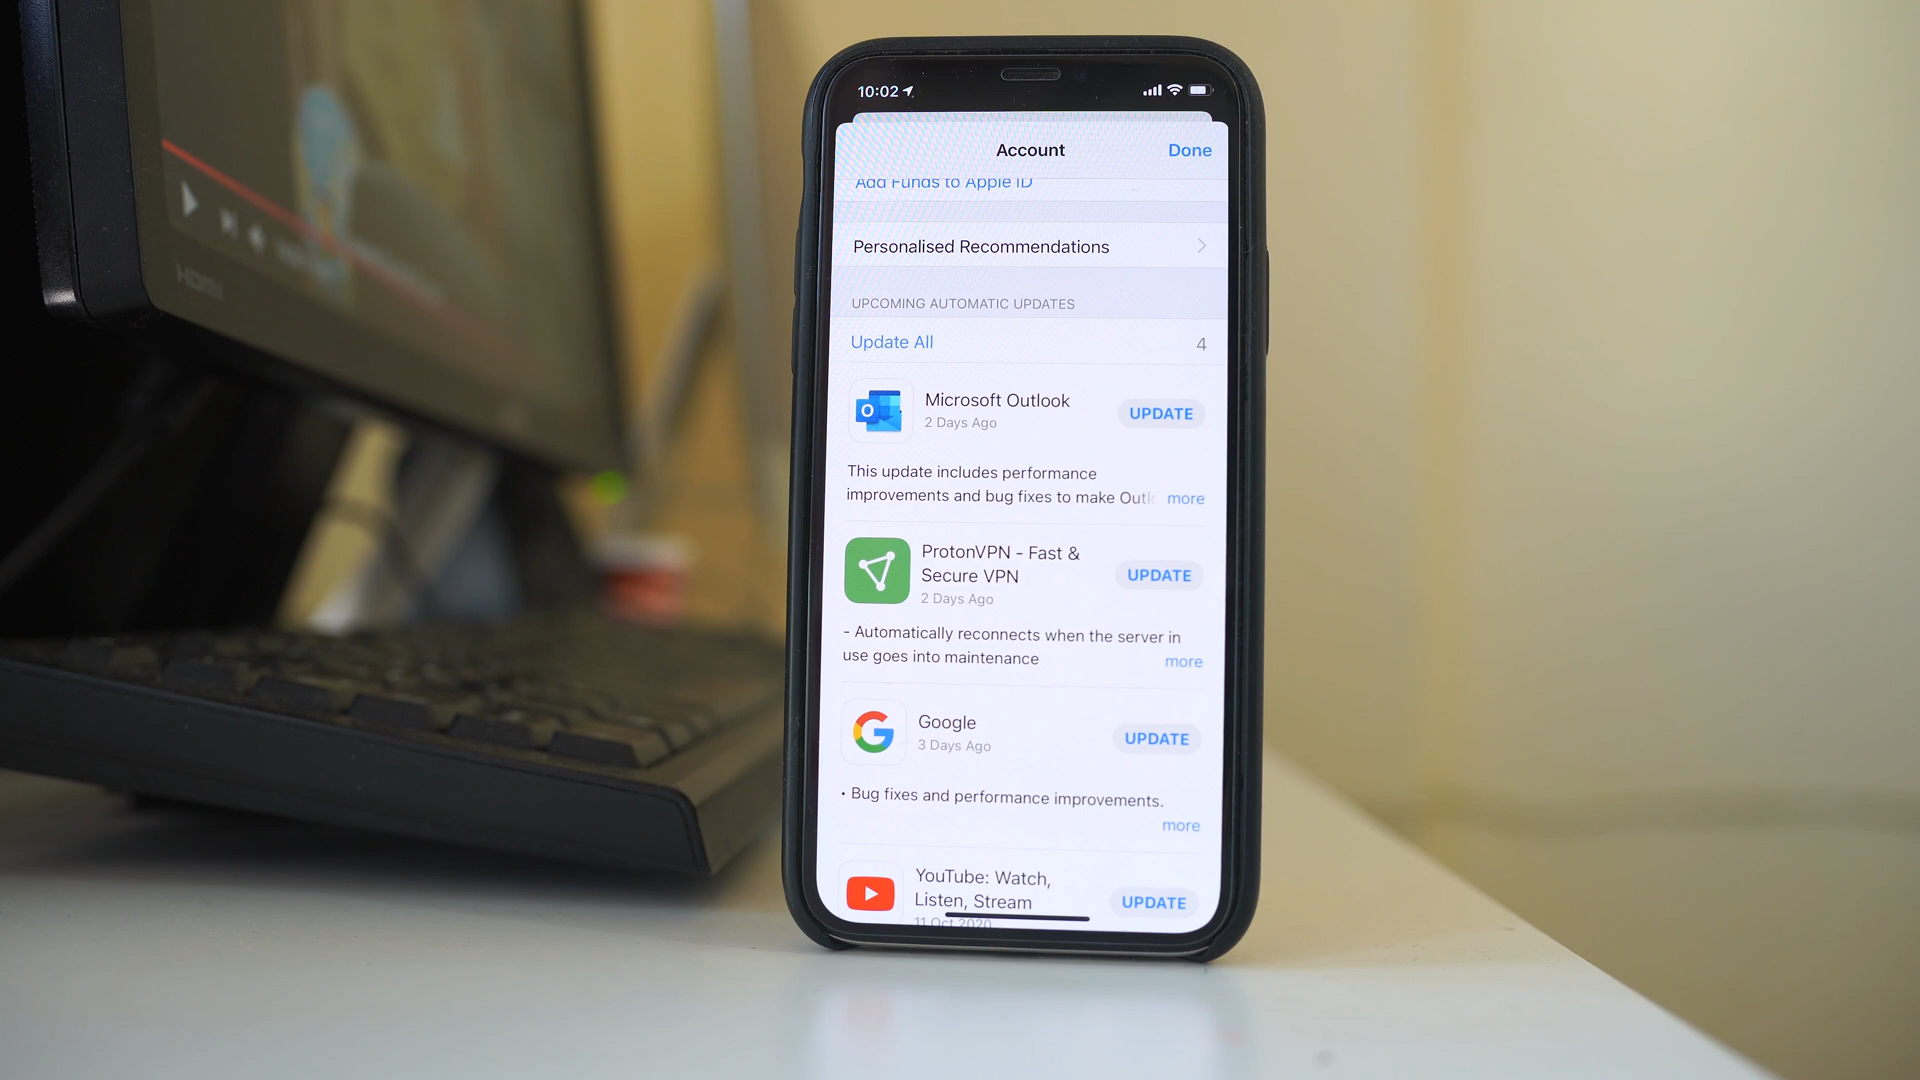 10:02
Account
Done
Add Funds to Apple ID
Personalised Recommendations
UPCOMING AUTOMATIC UPDATES
Update All
4
Microsoft Outlook
2 Days Ago
UPDATE
This update includes performance
improvements and bug fixes to make Outlo
more
ProtonVPN - Fast &
Secure VPN
2 Days Ago
UPDATE
- Automatically reconnects when the server in
use goes into maintenance
more
Google
3 Days Ago
UPDATE
• Bug fixes and performance improvements.
more
YouTube: Watch,
Listen, Stream
11 Oct 2020
UPDATE
HDMI